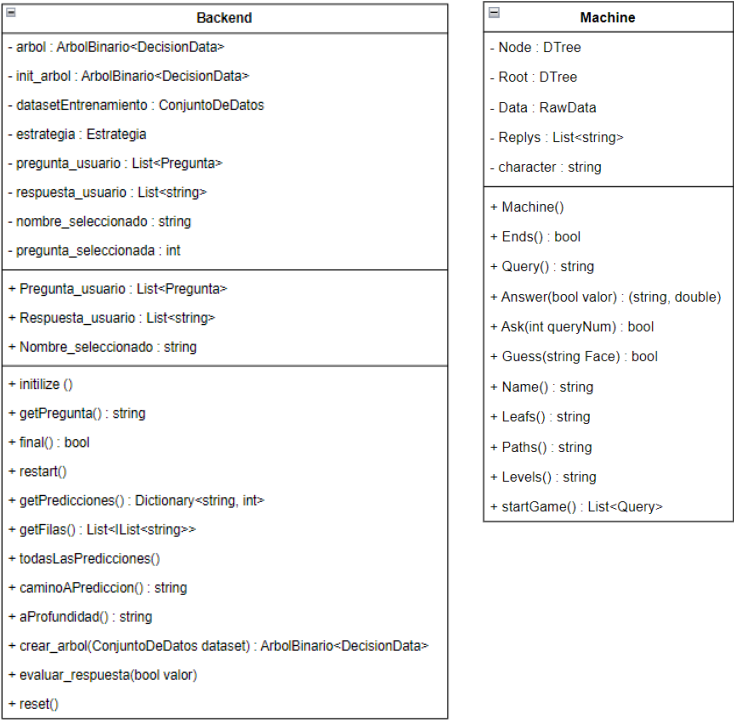 Backend
- arbol : ArbolBinario<DecisionData>
- init_arbol : ArbolBinario<DecisionData>
- datasetEntrenamiento : ConjuntoDeDatos
- estrategia : Estrategia
- pregunta_usuario : List<Pregunta>
- respuesta_usuario : List<string>
- nombre_seleccionado : string
- pregunta_seleccionada : int
+ Pregunta_usuario : List<Pregunta>
+ Respuesta_usuario : List<string>
+ Nombre_seleccionado : string
+ initilize ()
+ getPregunta() : string
+ final() : bool
+ restart()
+ getPredicciones() : Dictionary<string, int>
+ getFilas() : List<IList<string>>
+ todasLasPredicciones()
+ caminoAPrediccion() : string
+ aProfundidad() : string
+ crear_arbol(ConjuntoDeDatos dataset) : ArbolBinario<DecisionData>
+ evaluar_respuesta(bool valor)
+ reset()
Machine
- Node : DTree
- Root : DTree
- Data : RawData
- Replys : List<string>
- character : string
+ Machine()
+ Ends() : bool
+ Query() : string
+ Answer(bool valor) : (string, double)
+ Ask(int queryNum) : bool
+ Guess(string Face) : bool
+ Name() : string
+ Leafs() : string
+ Paths() : string
+ Levels() : string
+ startGame() : List<Query>